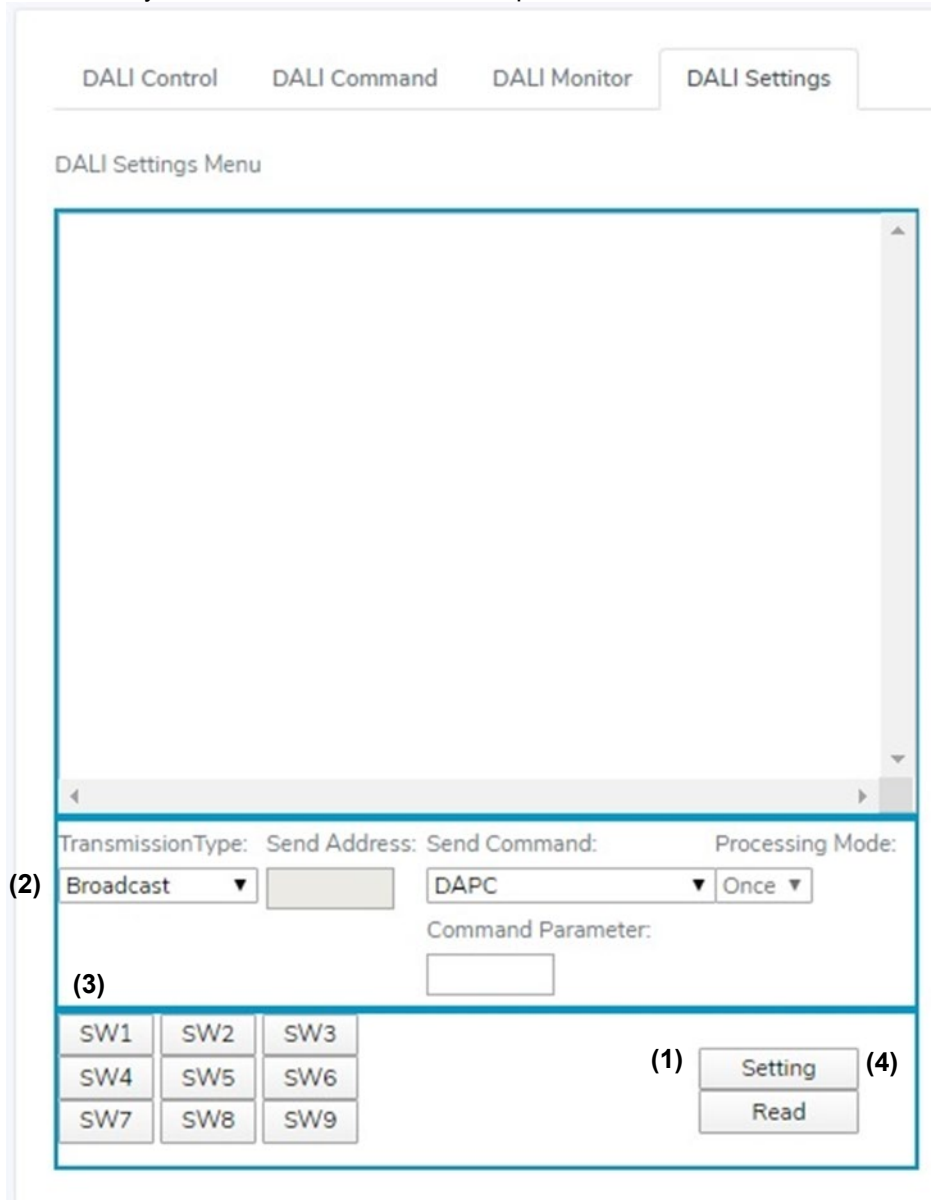 DALI Control DALI Command DALI Monitor DALI Settings
DALI Settings Menu
TransmissionType: Send Address: Send Command: Processing Mode:
(2) Broadcast DAPC Once
Command Parameter:
(3)
SW1 SW2 SW3
(1) Setting (4)
SW4 SW5 SW6
Read
SW7 SW8 SW9